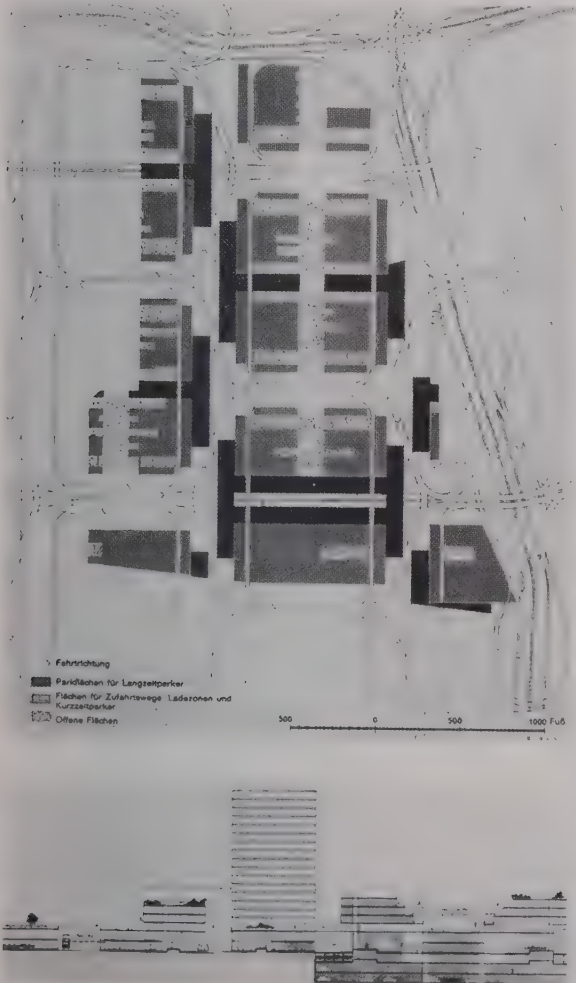 Fahrtrichtung
Parkflächen für Langzeitparker
Flächen für Zufahrtswege Ladezonen und
Kurzzeitparker
Offene Flächen
500 0 500 1000 Fuß